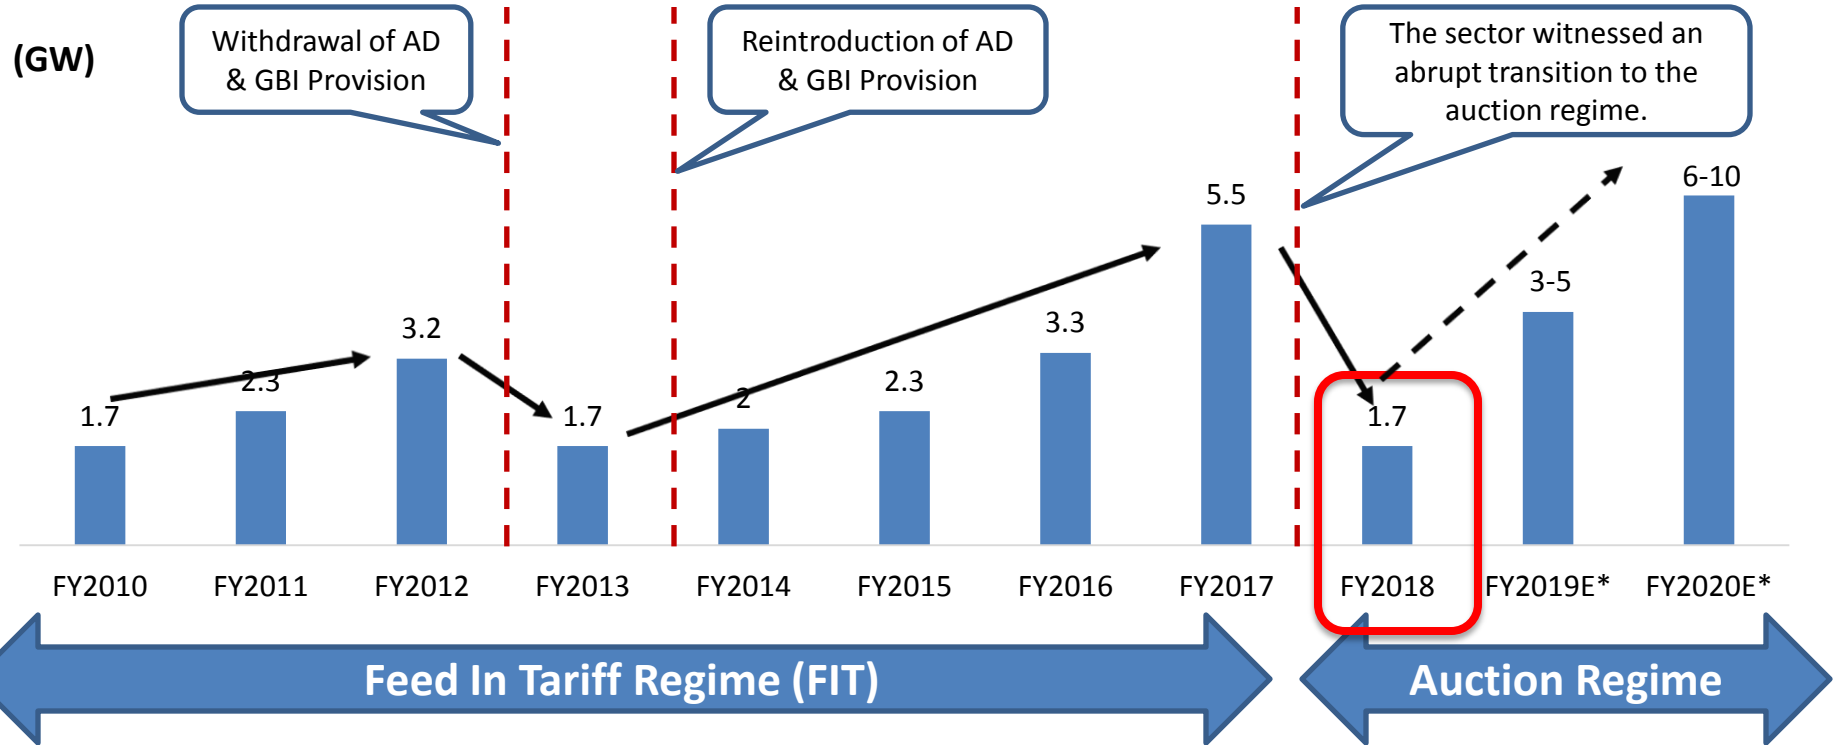 (GW)
Withdrawal of AD
& GBI Provision
Reintroduction of AD
& GBI Provision
The sector witnessed an
abrupt transition to the
auction regime.
1.7
2.3
3.2
1.7
2
2.3
3.3
5.5
1.7
3-5
6-10
FY2010
FY2011
FY2012
FY2013
FY2014
FY2015
FY2016
FY2017
FY2018
FY2019E*
FY2020E*
Feed In Tariff Regime (FIT)
Auction Regime